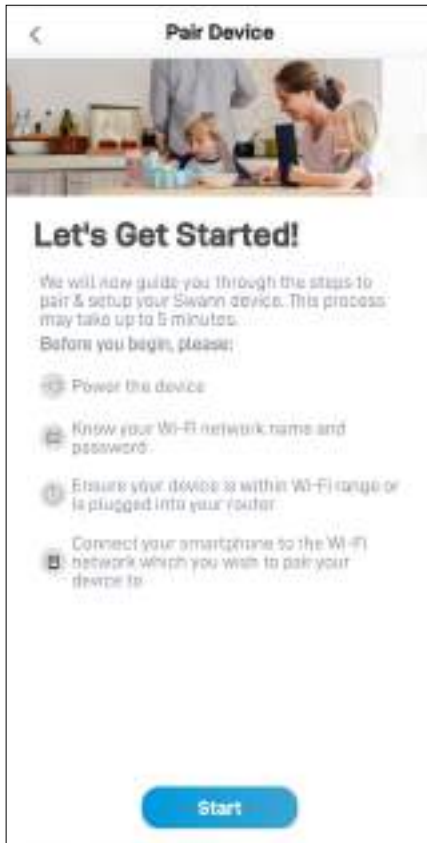 Pair Device
Let's Get Started!
We will now guide you through the steps to
pair & setup your Swann device. This process
may take up to 5 minutes.
Before you begin, please:
Power the device
Know your Wi-Fi network name and
password
Ensure your device is within Wi-Fi range or
is plugged into your router
Connect your smartphone to the Wi-Fi
network which you wish to pair your
device to
Start